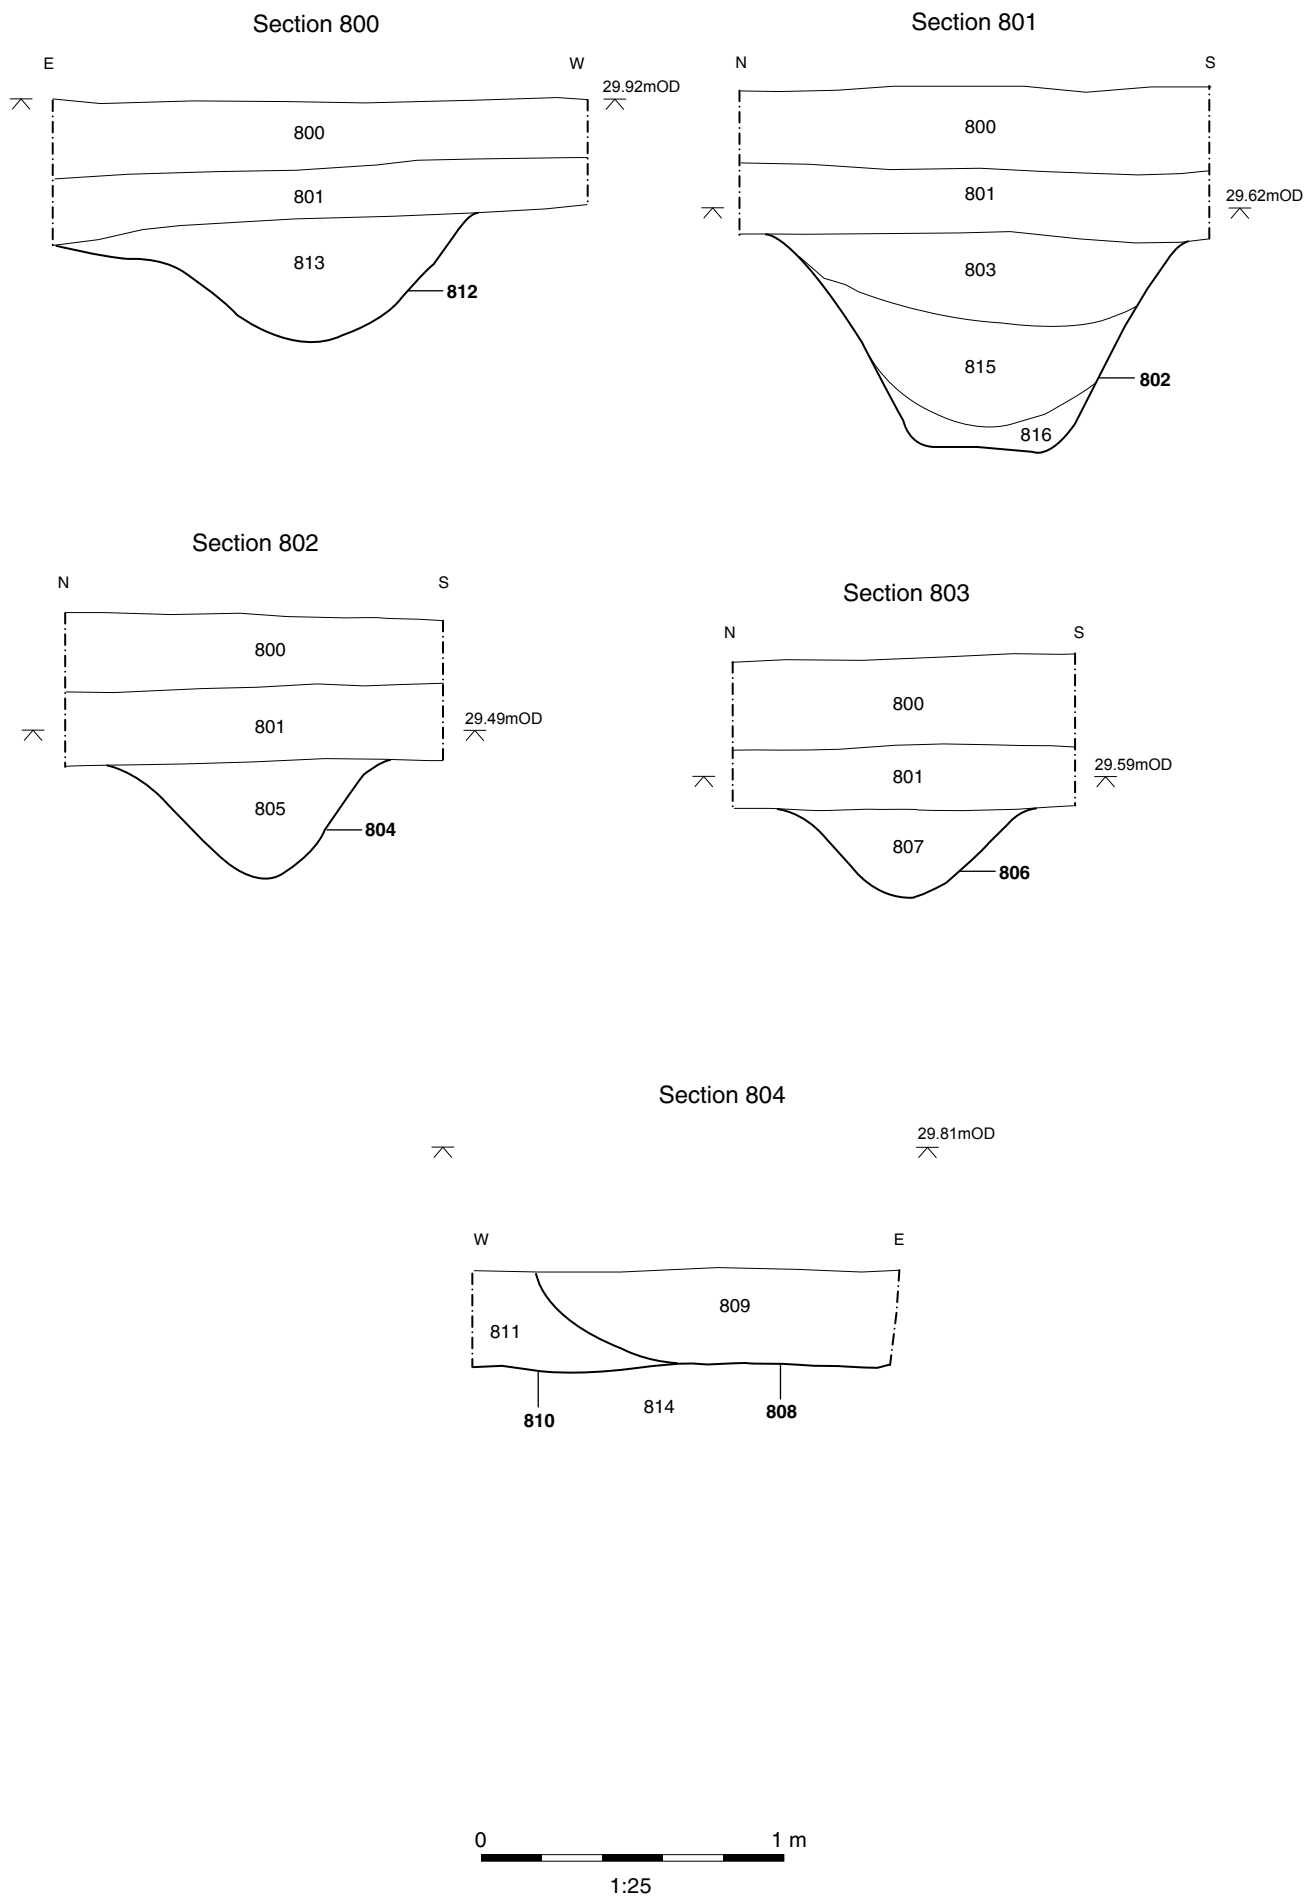 Section 800
E
W
29.92mOD
800
801
813
812
Section 801
N
S
800
801
29.62mOD
803
815
802
816
Section 802
N
S
800
801
29.49mOD
805
804
Section 803
N
S
800
801
29.59mOD
807
806
Section 804
29.81mOD
W
E
809
811
810
814
808
0
1 m
1:25